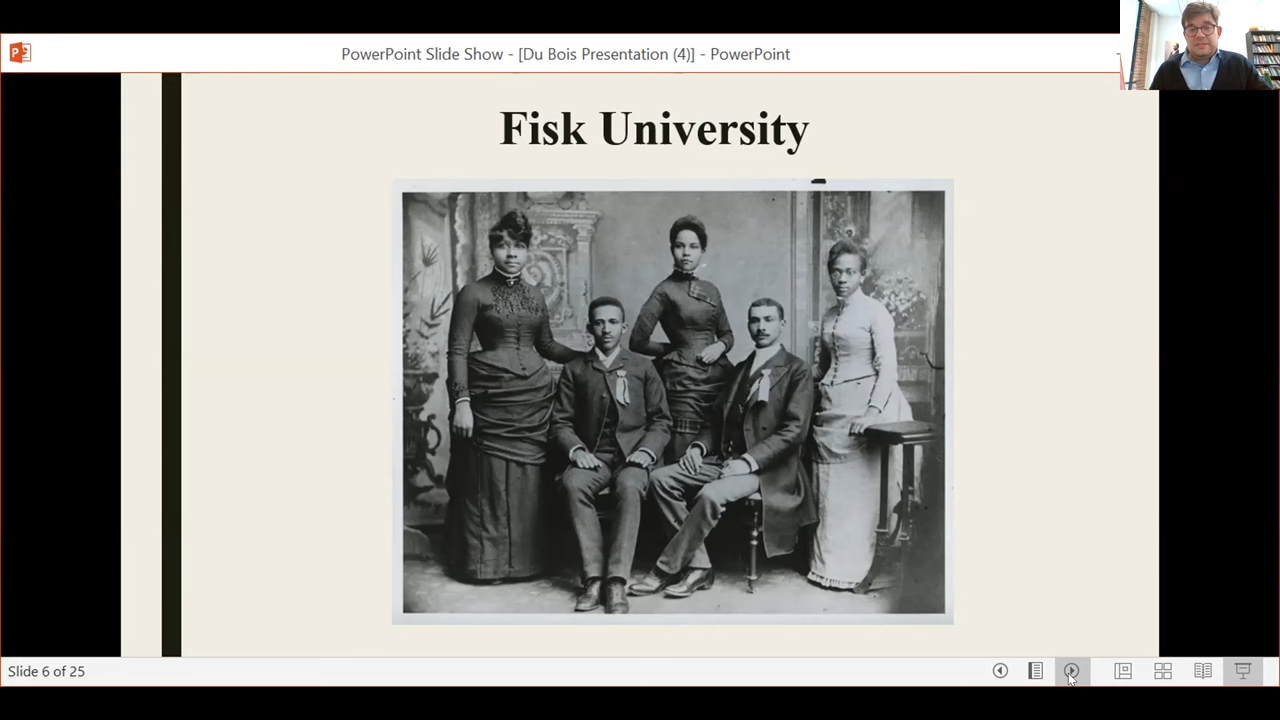 PowerPoint Slide Show - [Du Bois Presentation (4)] - PowerPoint
Fisk University
Slide 6 of 25